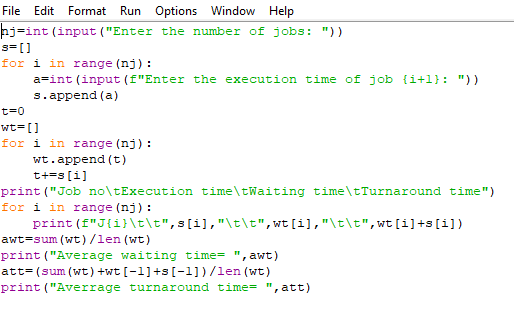 File Edit Format Run Options Window Help
nj=int(input("Enter the number of jobs: "))
s=[]
for i in range(nj):
    a=int(input(f"Enter the execution time of job {i+1}: "))
    s.append(a)
t=0
wt=[]
for i in range(nj):
    wt.append(t)
    t+=s[i]
print("Job no\tExecution time\tWaiting time\tTurnaround time")
for i in range(nj):
    print(f"J{i}\t\t",s[i],"\t\t",wt[i],"\t\t",wt[i]+s[i])
awt=sum(wt)/len(wt)
print("Average waiting time= ",awt)
att=(sum(wt)+wt[-1]+s[-1])/len(wt)
print("Averrage turnaround time= ",att)